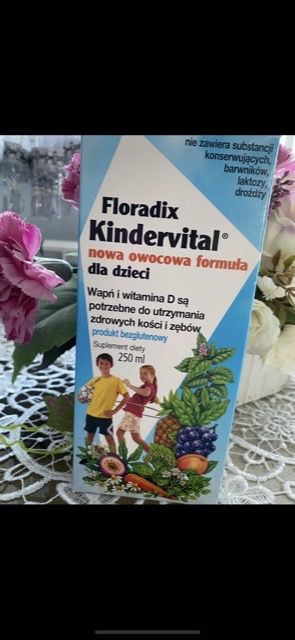 nie zawiera substancji
konserwujących,
barwników,
laktozy,
drożdży
Floradix
Kindervital®
nowa owocowa formuła
dla dzieci
Wapń i witamina D są
potrzebne do utrzymania
zdrowych kości i zębów
produkt bezglutenowy
Suplement diety
250 ml